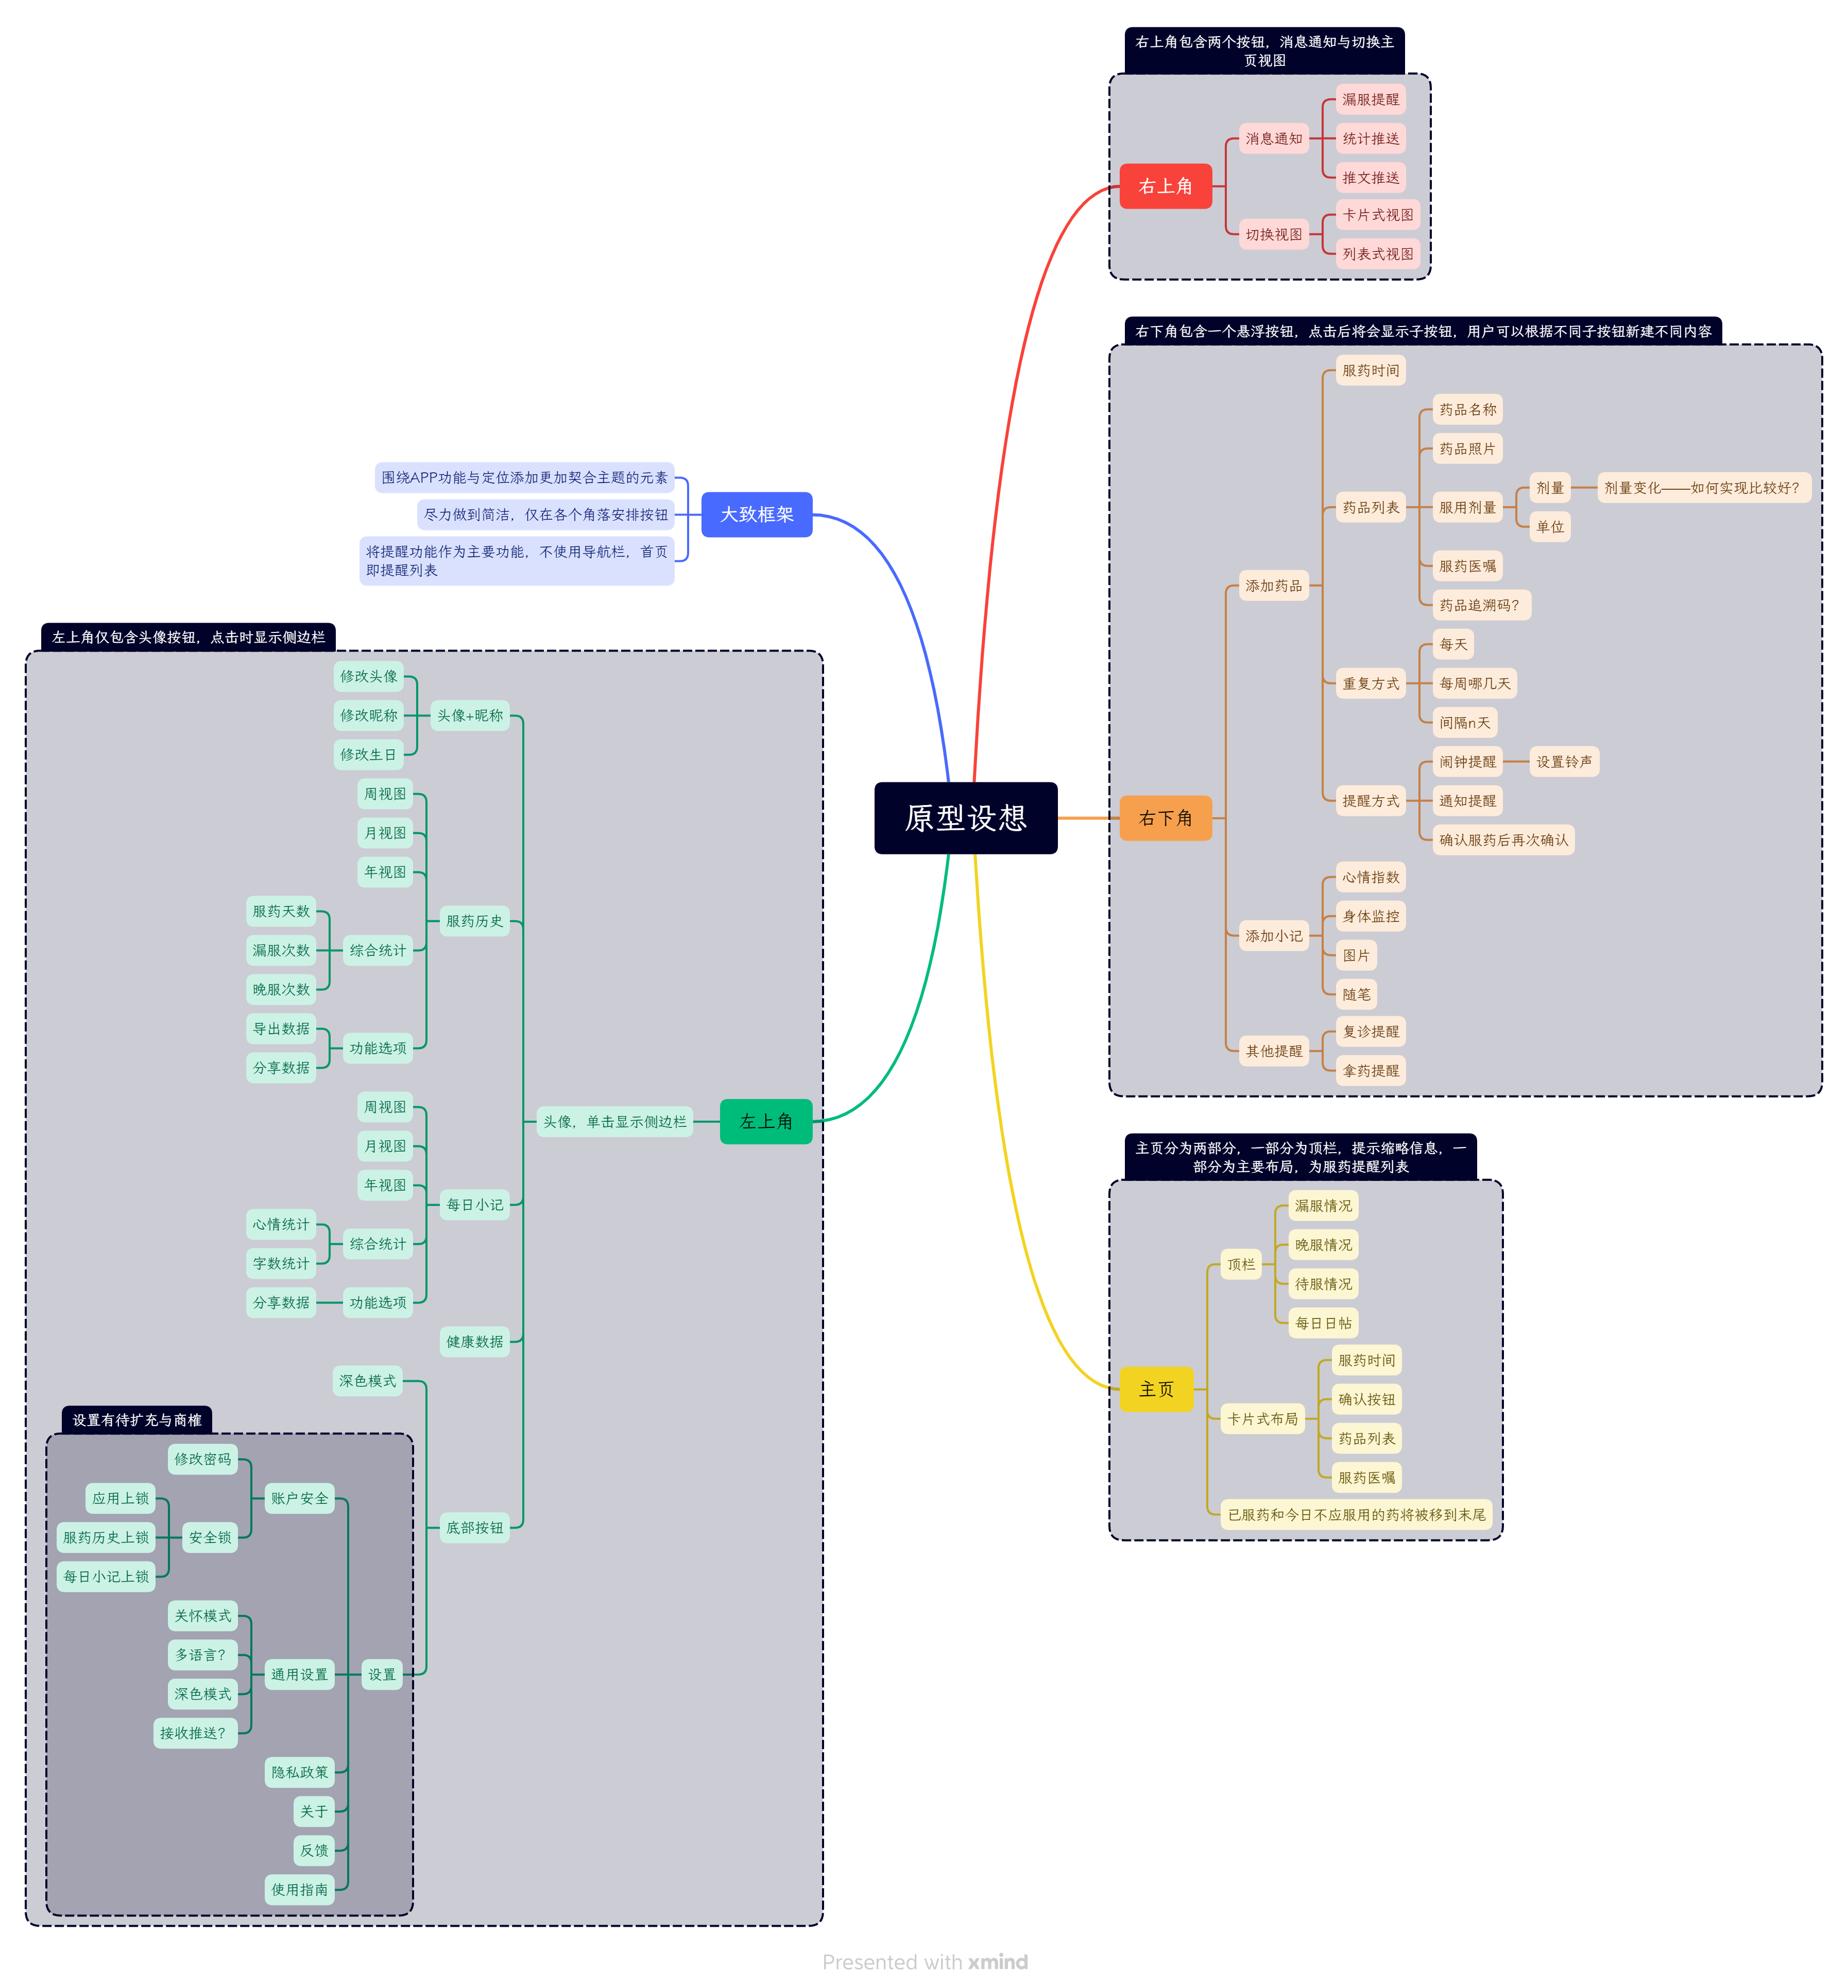 原型设想
右上角包含两个按钮，消息通知与切换主
页视图
右上角
消息通知
漏服提醒
统计推送
推文推送
切换视图
卡片式视图
列表式视图
右下角包含一个悬浮按钮，点击后将会显示子按钮，用户可以根据不同子按钮新建不同内容
右下角
添加药品
服药时间
药品列表
药品名称
药品照片
服用剂量
剂量
剂量变化——如何实现比较好？
单位
服药医嘱
药品追溯码？
重复方式
每天
每周哪几天
间隔n天
提醒方式
闹钟提醒
设置铃声
通知提醒
确认服药后再次确认
添加小记
心情指数
身体监控
图片
随笔
其他提醒
复诊提醒
拿药提醒
主页分为两部分，一部分为顶栏，提示缩略信息，一
部分为主要布局，为服药提醒列表
主页
顶栏
漏服情况
晚服情况
待服情况
每日日帖
卡片式布局
服药时间
确认按钮
药品列表
服药医嘱
已服药和今日不应服用的药将被移到末尾
大致框架
围绕APP功能与定位添加更加契合主题的元素
尽力做到简洁，仅在各个角落安排按钮
将提醒功能作为主要功能，不使用导航栏，首页
即提醒列表
左上角仅包含头像按钮，点击时显示侧边栏
左上角
头像，单击显示侧边栏
头像+昵称
修改头像
修改昵称
修改生日
服药历史
周视图
月视图
年视图
综合统计
服药天数
漏服次数
晚服次数
功能选项
导出数据
分享数据
每日小记
周视图
月视图
年视图
综合统计
心情统计
字数统计
功能选项
分享数据
健康数据
底部按钮
深色模式
设置有待扩充与商榷
设置
账户安全
修改密码
安全锁
应用上锁
服药历史上锁
每日小记上锁
通用设置
关怀模式
多语言？
深色模式
接收推送？
隐私政策
关于
反馈
使用指南
Presented with xmind